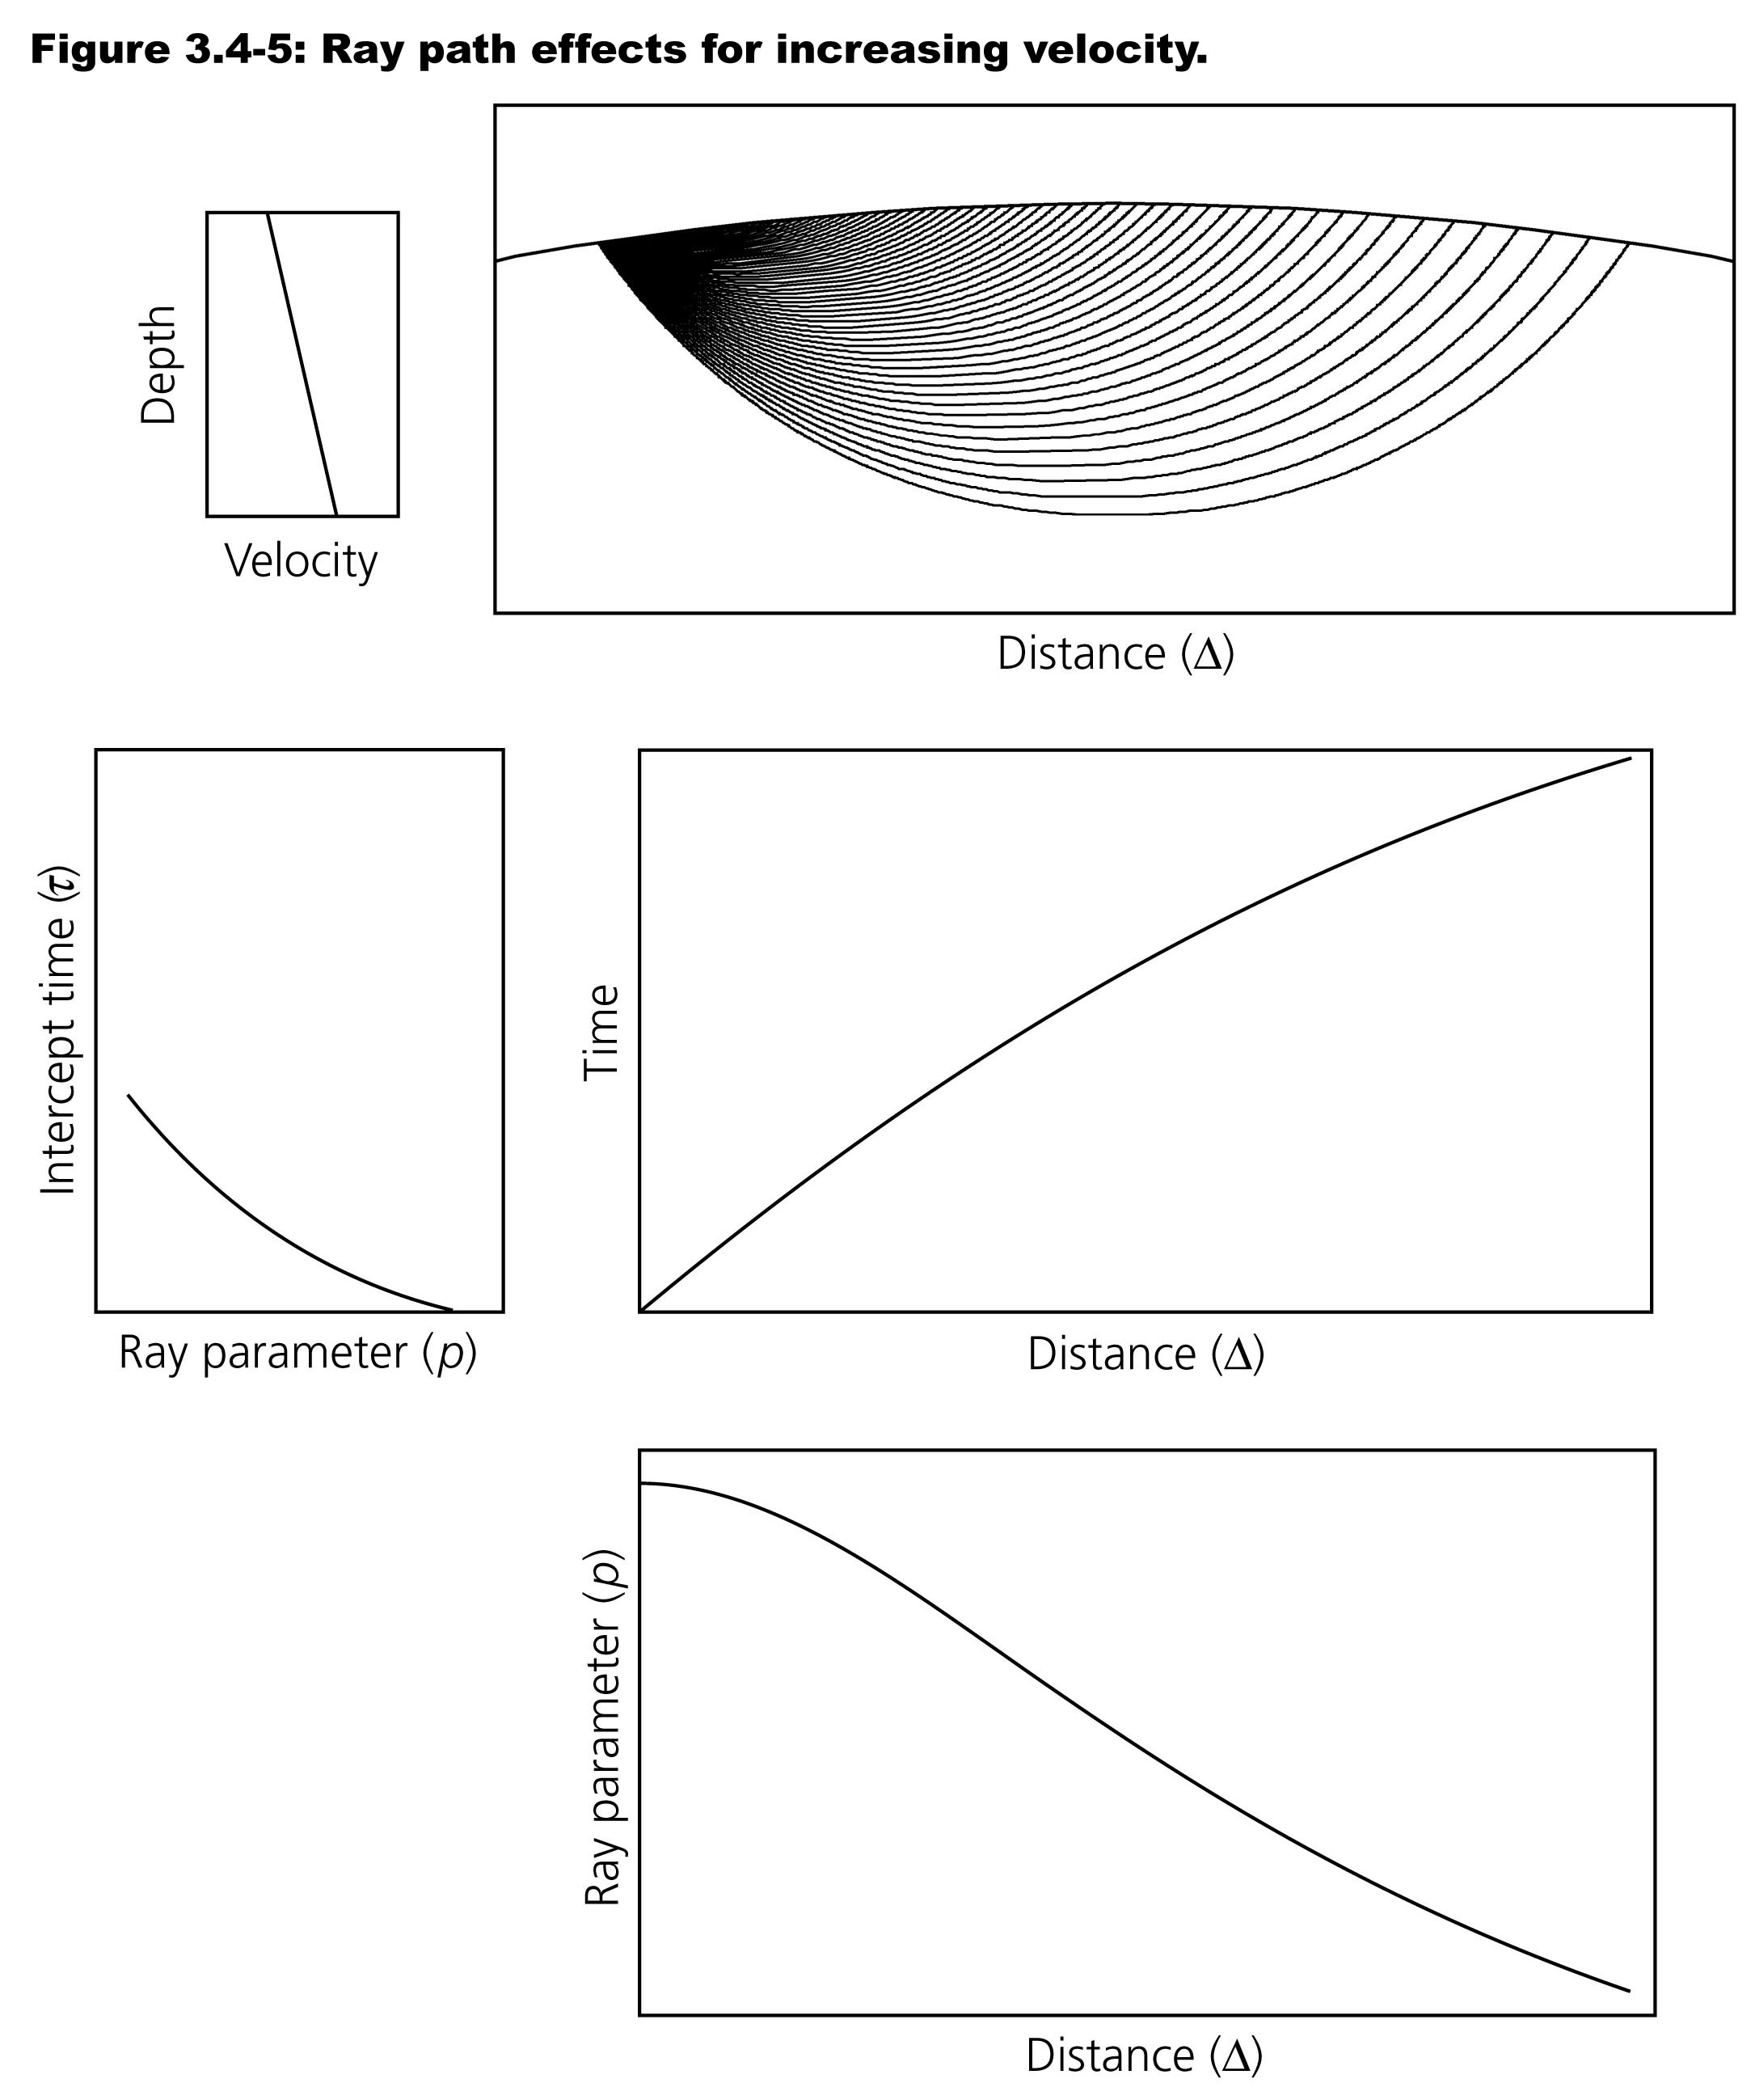 Figure 3.4-5: Ray path effects for increasing velocity.
Depth
Velocity
Distance (Δ)
Intercept time (τ)
Ray parameter (p)
Time
Distance (Δ)
Ray parameter (p)
Distance (Δ)